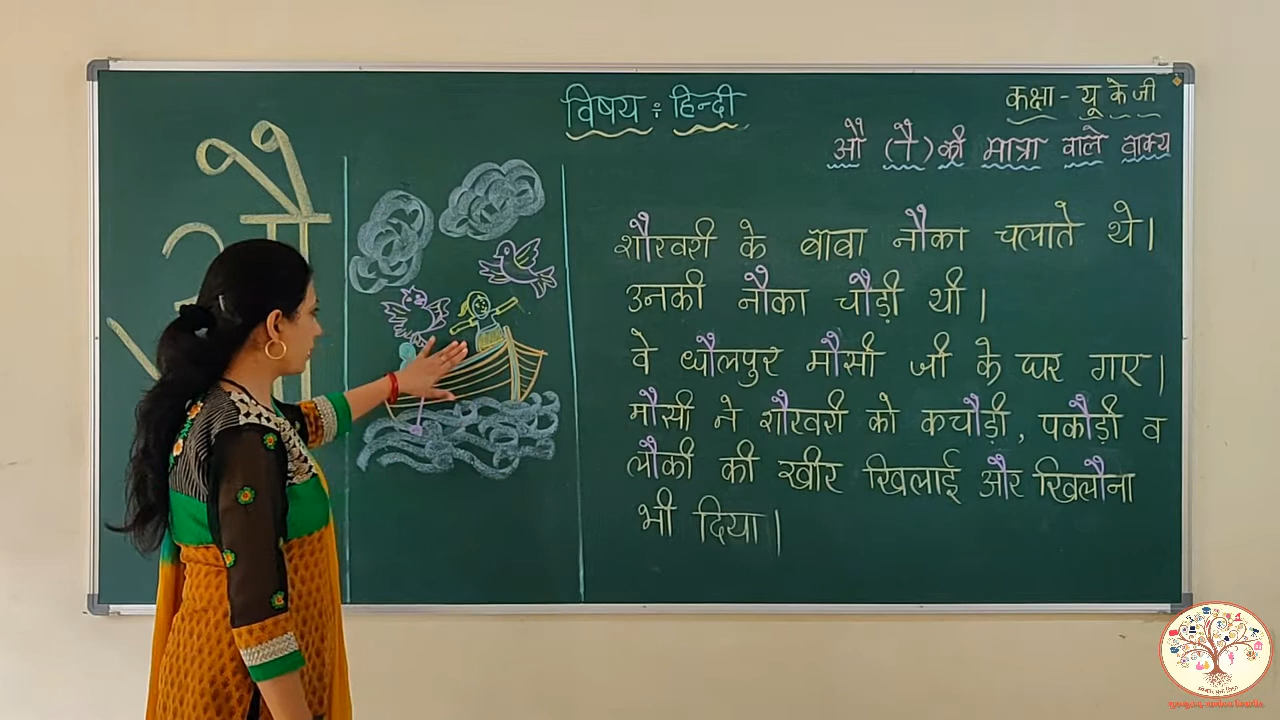 विषय ÷ हिन्दी
कक्षा - यू के जी
औ ( ौ ) की मात्रा वाले वाक्य
औ
शौरवरी के बाबा नौका चलाते थे।
उनकी नौका चौड़ी थी।
वे धौलपुर मौसी जी के घर गए।
मौसी ने शौरवरी को कचौड़ी, पकौड़ी व
लौकी की खीर खिलाई और खिलौना
भी दिया।